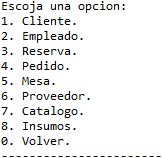 Escoja una opcion:
1. Cliente.
2. Empleado.
3. Reserva.
4. Pedido.
5. Mesa.
6. Proveedor.
7. Catalogo.
8. Insumos.
0. Volver.
-----------------------